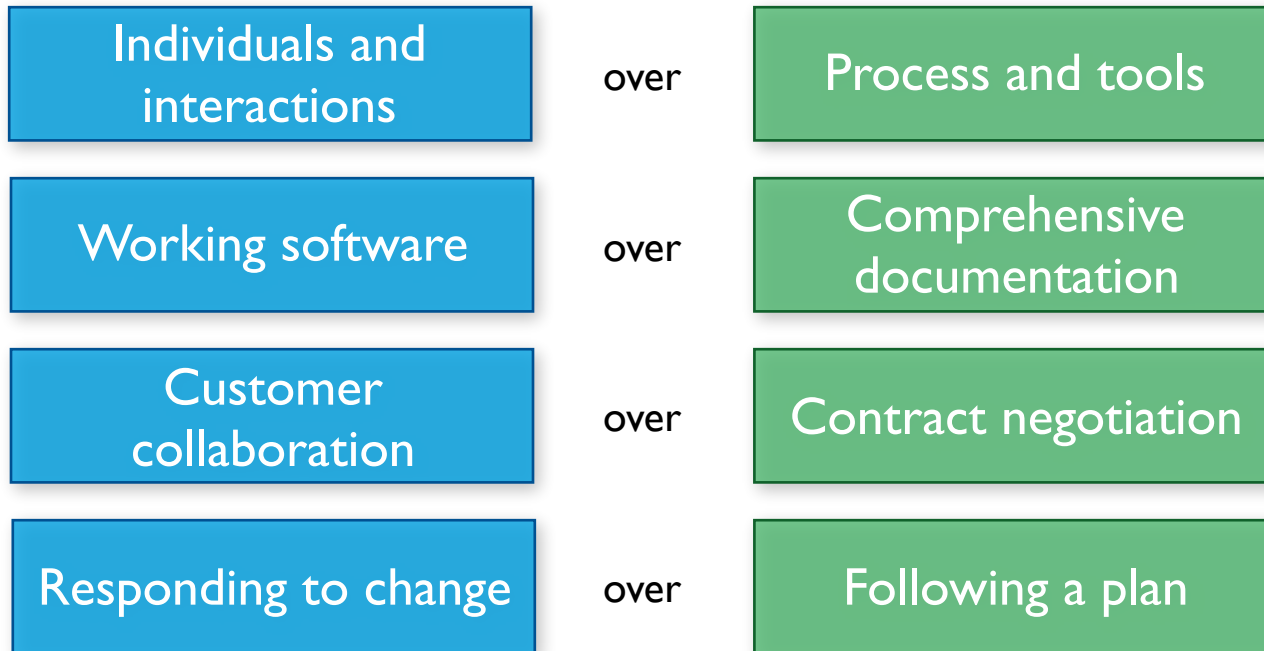 Individuals and
interactions
over
Process and tools
Working software
over
Comprehensive
documentation
Customer
collaboration
over
Contract negotiation
Responding to change
over
Following a plan